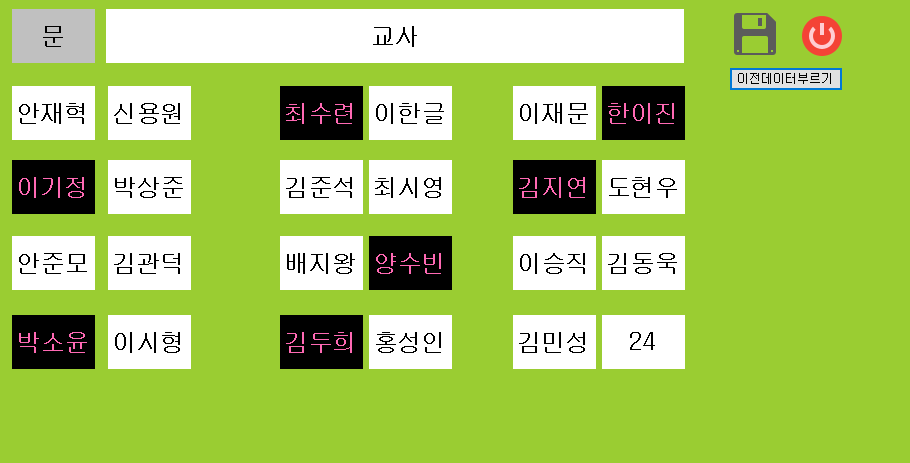 문 교사
이전데이터부르기
안재혁 신용원 최수련 이한글 이재문 한이진
이기정 박상준 김준석 최시영 김지연 도현우
안준모 김관덕 배지왕 양수빈 이승직 김동욱
박소윤 이시형 김두희 홍성인 김민성 24